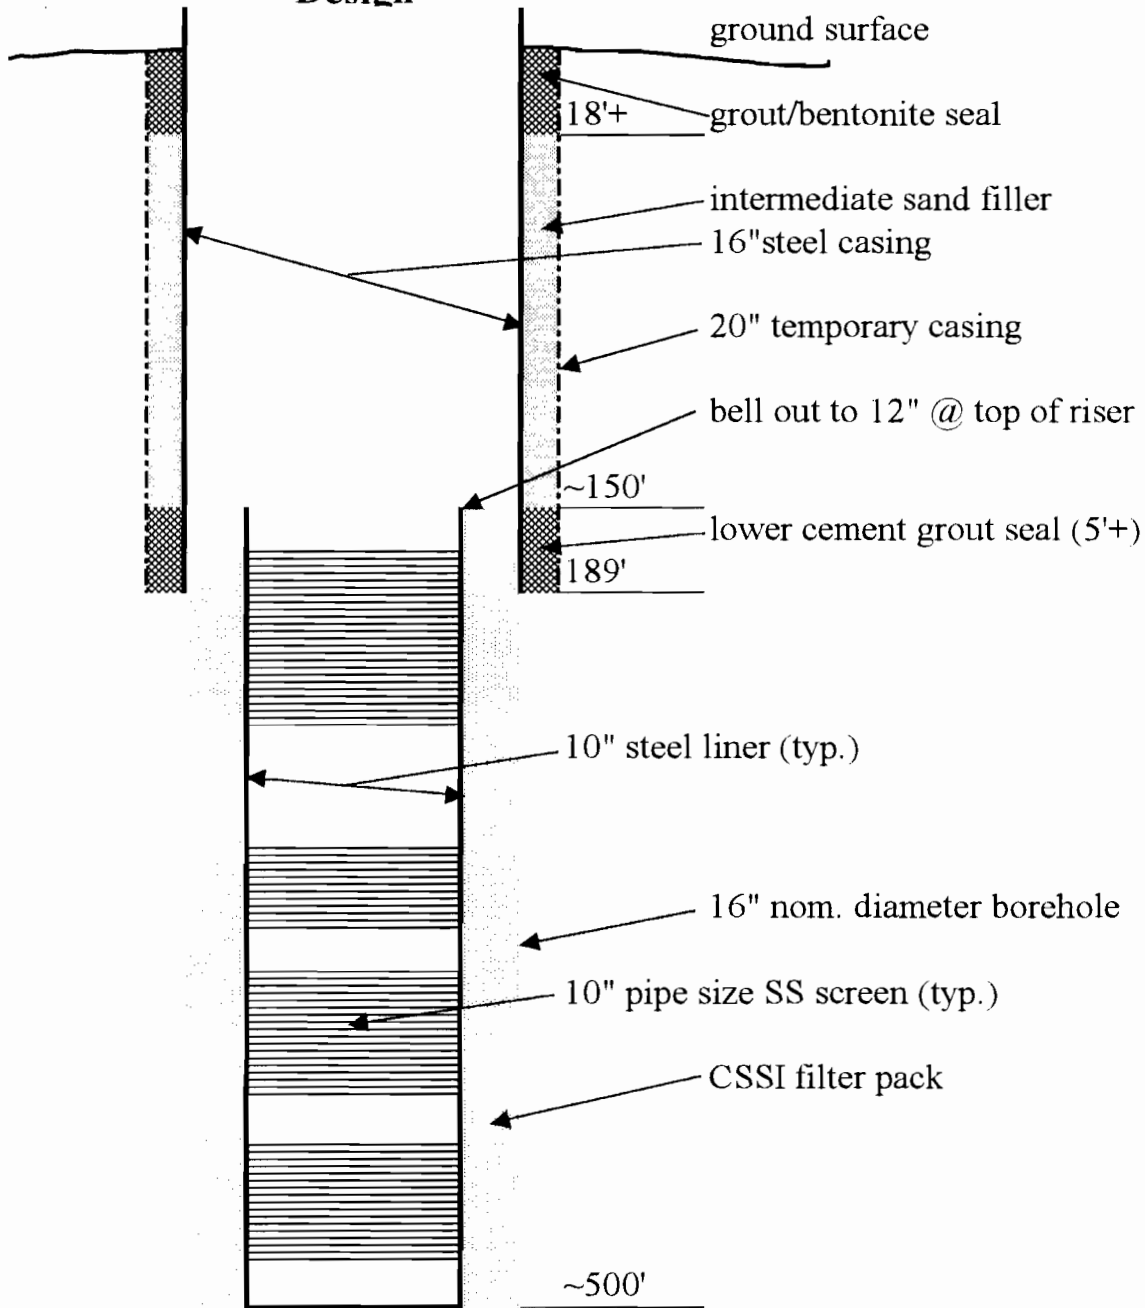 Design
ground surface
18'+
grout/bentonite seal
intermediate sand filler
16"steel casing
20" temporary casing
bell out to 12" @ top of riser
~150'
lower cement grout seal (5'+)
189'
10" steel liner (typ.)
16" nom. diameter borehole
10" pipe size SS screen (typ.)
CSSI filter pack
~500'